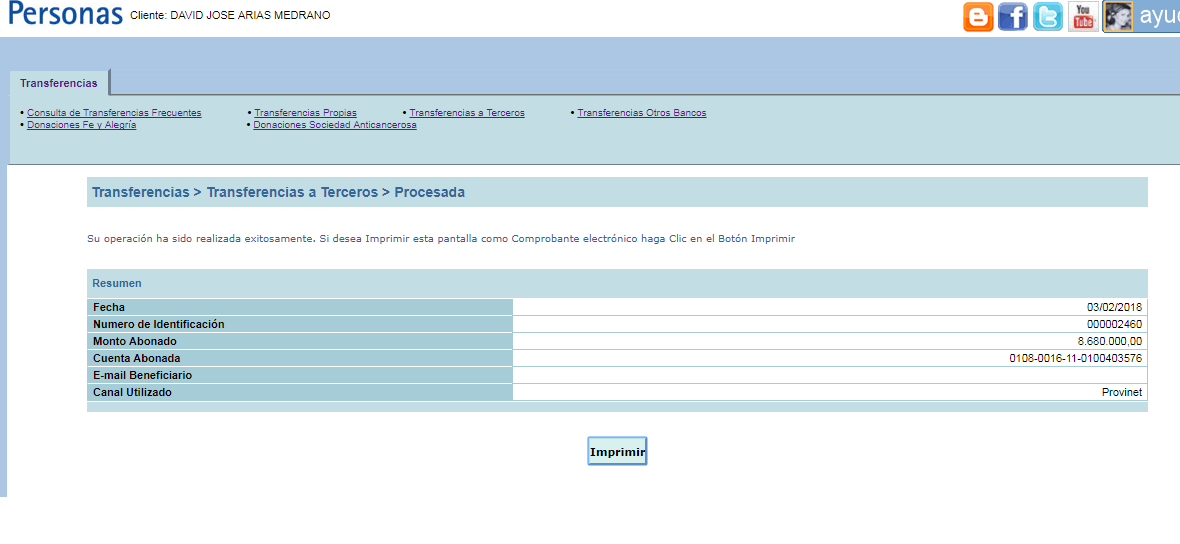 Personas Cliente: DAVID JOSE ARIAS MEDRANO
You Tube
Transferencias
• Consulta de Transferencias Frecuentes • Transferencias Propias • Transferencias a Terceros • Transferencias Otros Bancos
• Donaciones Fe y Alegría • Donaciones Sociedad Anticancerosa
Transferencias > Transferencias a Terceros > Procesada
Su operación ha sido realizada exitosamente. Si desea Imprimir esta pantalla como Comprobante electrónico haga Clic en el Botón Imprimir
Resumen
Fecha 03/02/2018
Numero de Identificación 000002460
Monto Abonado 8.680.000,00
Cuenta Abonada 0108-0016-11-0100403576
E-mail Beneficiario
Canal Utilizado Provinet
Imprimir